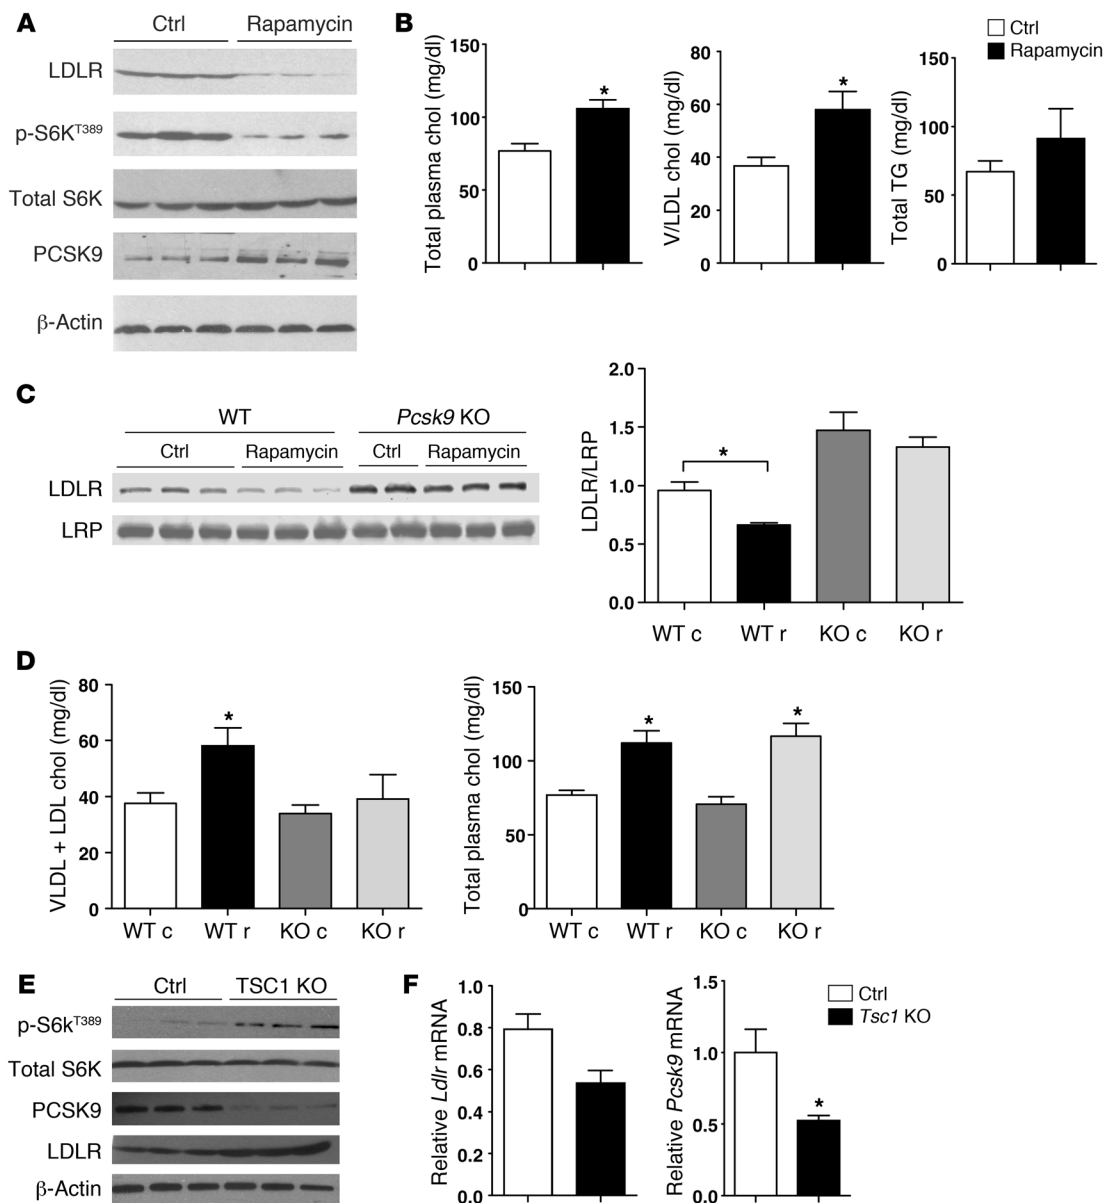 A
Ctrl Rapamycin
LDLR
p-S6K^T389
Total S6K
PCSK9
β-Actin
B
Total plasma chol (mg/dl)
150
100
50
0
*
V/LDL chol (mg/dl)
80
60
40
20
0
*
Total TG (mg/dl)
150
100
50
0
Ctrl
Rapamycin
C
WT Pcsk9 KO
Ctrl Rapamycin Ctrl Rapamycin
LDLR
LRP
LDLR/LRP
2.0
1.5
1.0
0.5
0.0
*
WT c WT r KO c KO r
D
VLDL + LDL chol (mg/dl)
80
60
40
20
0
*
WT c WT r KO c KO r
Total plasma chol (mg/dl)
150
100
50
0
* *
WT c WT r KO c KO r
E
Ctrl TSC1 KO
p-S6k^T389
Total S6K
PCSK9
LDLR
β-Actin
F
Relative Ldlr mRNA
1.0
0.8
0.6
0.4
0.2
0.0
Relative Pcsk9 mRNA
1.5
1.0
0.5
0.0
*
Ctrl
Tsc1 KO